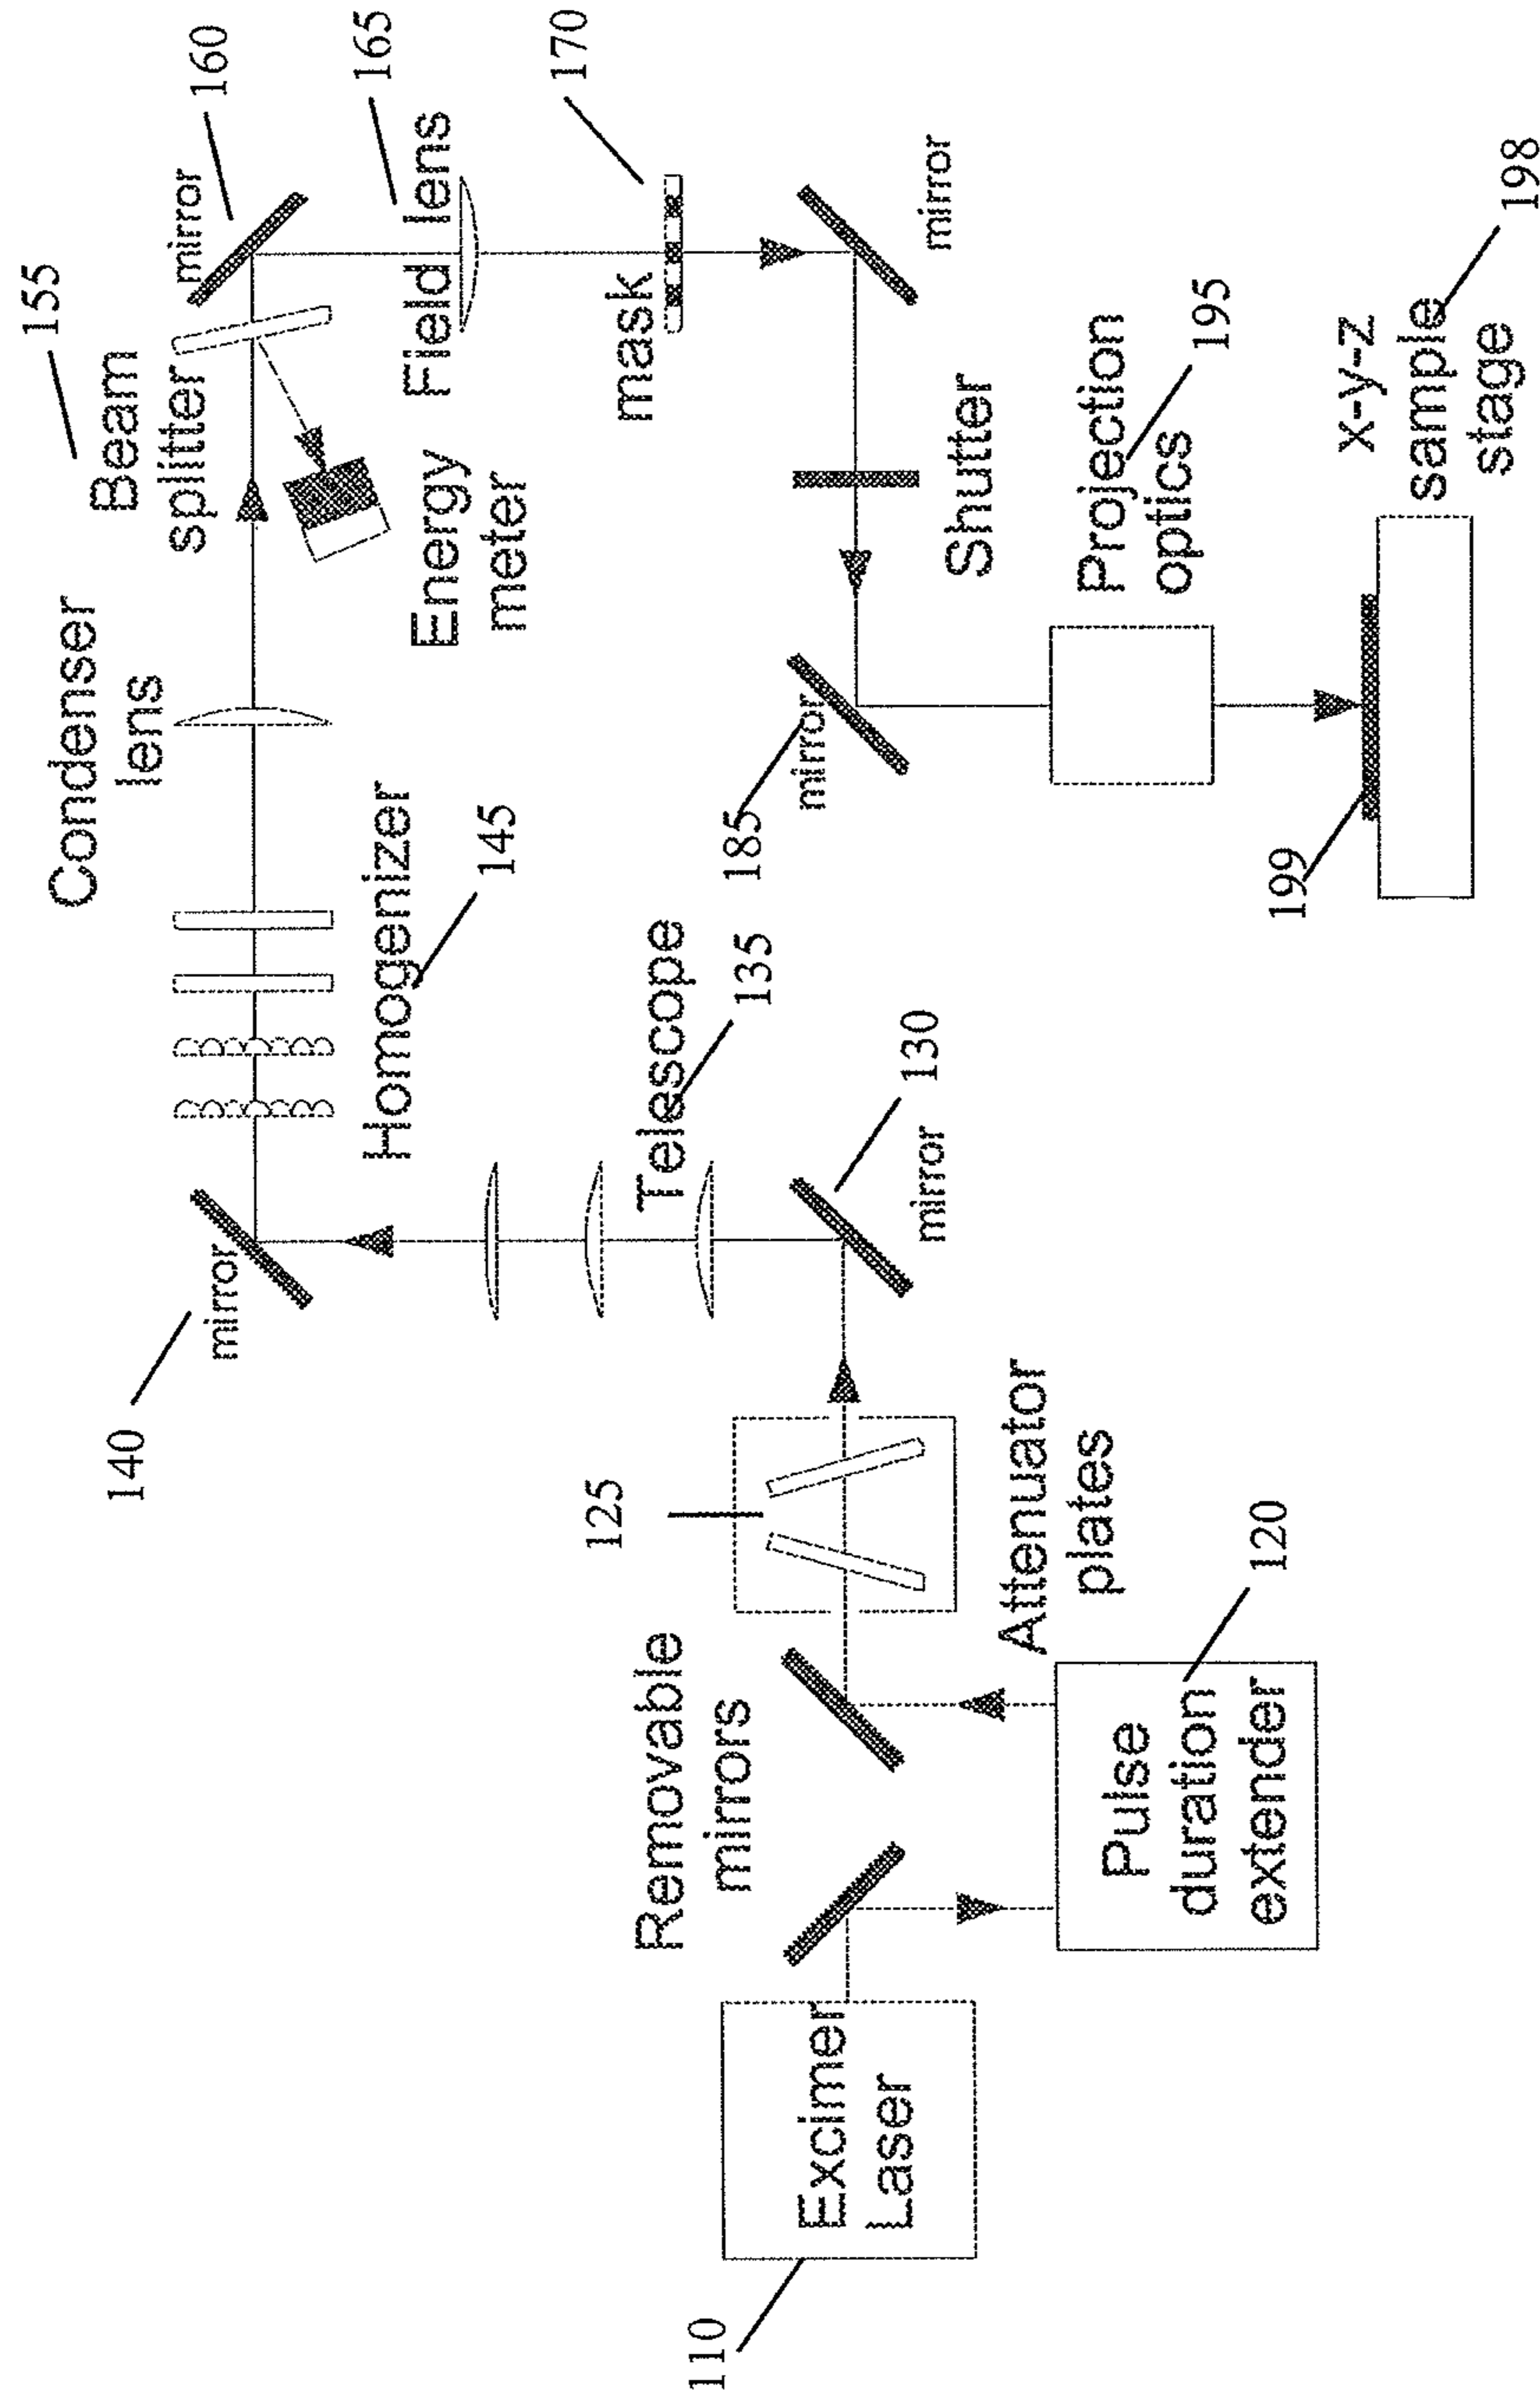 110
Excimer
Laser
Removable
mirrors
Pulse
duration
extender
120
125
Attenuator
plates
130
mirror
Telescope
135
140
mirror
Homogenizer
145
Condenser
lens
155
Beam
splitter
Energy
meter
160
mirror
165
Field lens
170
mask
mirror
Shutter
185
mirror
Projection
optics
195
199
x-y-z
sample
stage
198